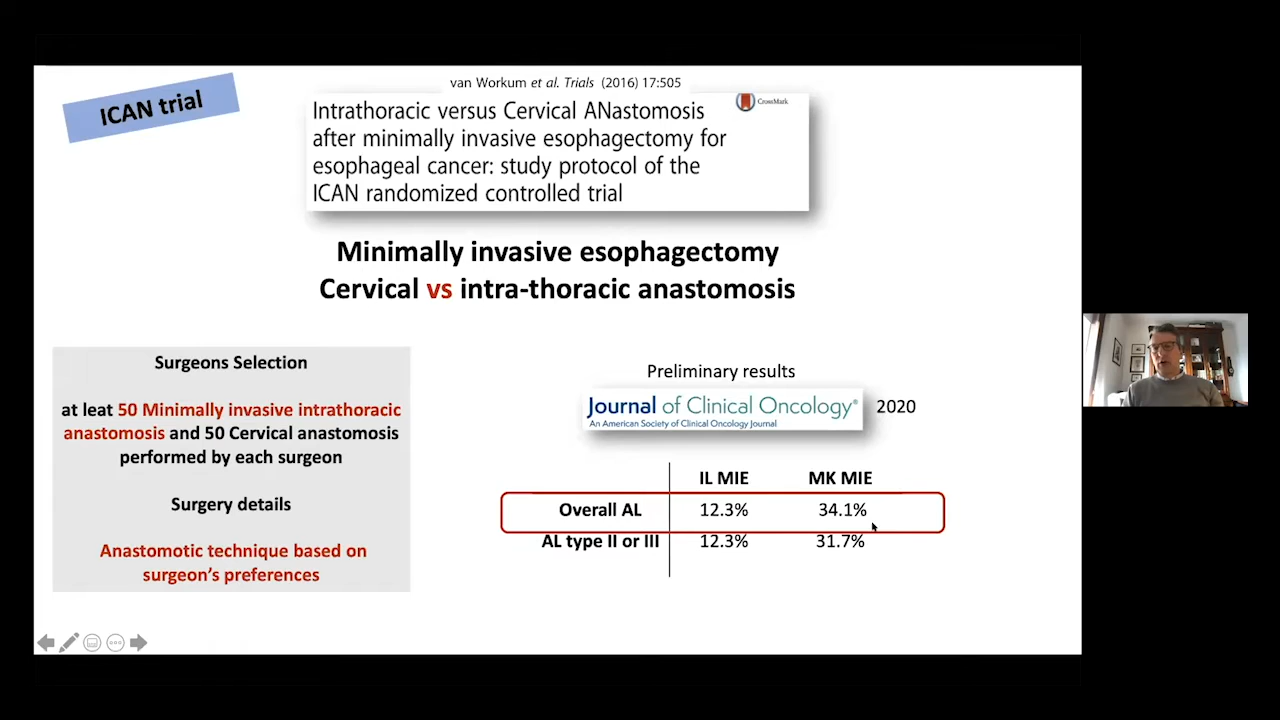 ICAN trial
van Workum et al. Trials (2016) 17:505
CrossMark
Intrathoracic versus Cervical ANastomosis
after minimally invasive esophagectomy for
esophageal cancer: study protocol of the
ICAN randomized controlled trial
Minimally invasive esophagectomy
Cervical vs intra-thoracic anastomosis
Surgeons Selection
at leat 50 Minimally invasive intrathoracic
anastomosis and 50 Cervical anastomosis
performed by each surgeon
Surgery details
Anastomotic technique based on
surgeon's preferences
Preliminary results
Journal of Clinical Oncology® 2020
An American Society of Clinical Oncology Journal
IL MIE MK MIE
Overall AL 12.3% 34.1%
AL type II or III 12.3% 31.7%